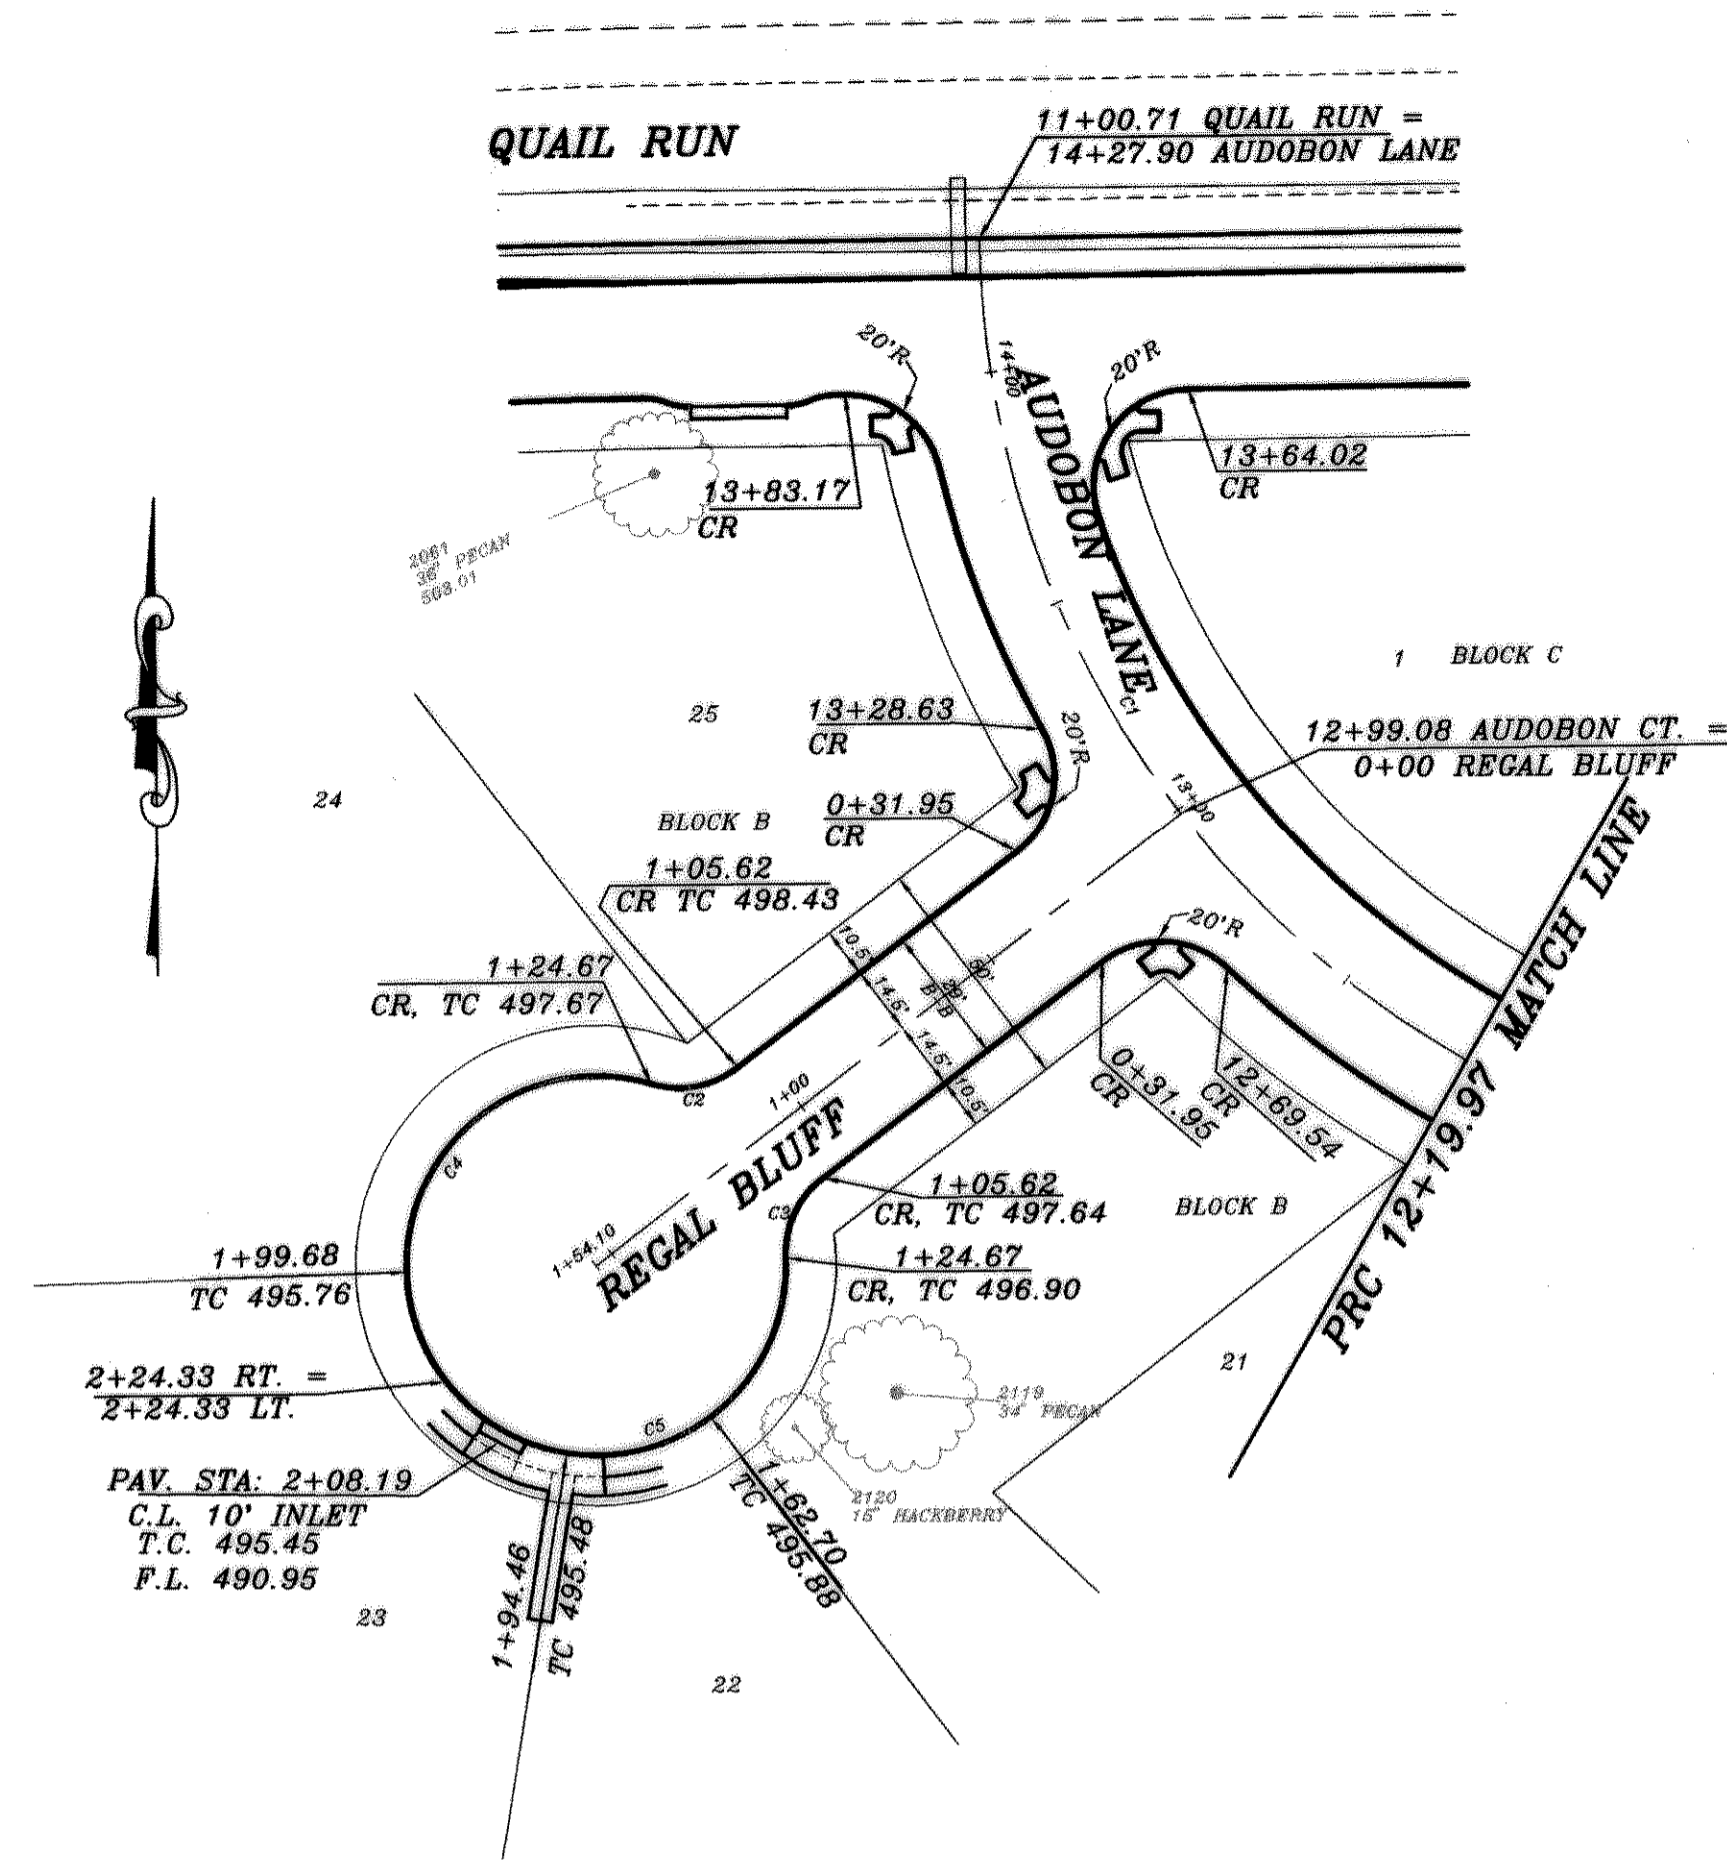 QUAIL RUN
11+00.71 QUAIL RUN =
14+27.90 AUDOBON LANE
20'R
20'R
14+00
AUDOBON LANE
13+83.17
CR
13+64.02
CR
2081
36" PECAN
508.01
1 BLOCK C
25
13+28.63
CR
20'R
C1
12+99.08 AUDOBON CT. =
0+00 REGAL BLUFF
13+00
24
BLOCK B
0+31.95
CR
1+05.62
CR TC 498.43
10.5'
14.5'
14.5'
10.5'
29'
B-B
50'
20'R
1+24.67
CR, TC 497.67
C2
1+00
REGAL BLUFF
0+31.95
CR
12+69.54
CR
PRC 12+19.97 MATCH LINE
C4
C3
1+05.62
CR, TC 497.64
BLOCK B
1+54.10
1+24.67
CR, TC 496.90
1+99.68
TC 495.76
2+24.33 RT. =
2+24.33 LT.
21
2119
34" PECAN
C5
2120
15" HACKBERRY
PAV. STA: 2+08.19
C.L. 10' INLET
T.C. 495.45
F.L. 490.95
1+62.70
TC 495.88
1+94.46
TC 495.48
23
22